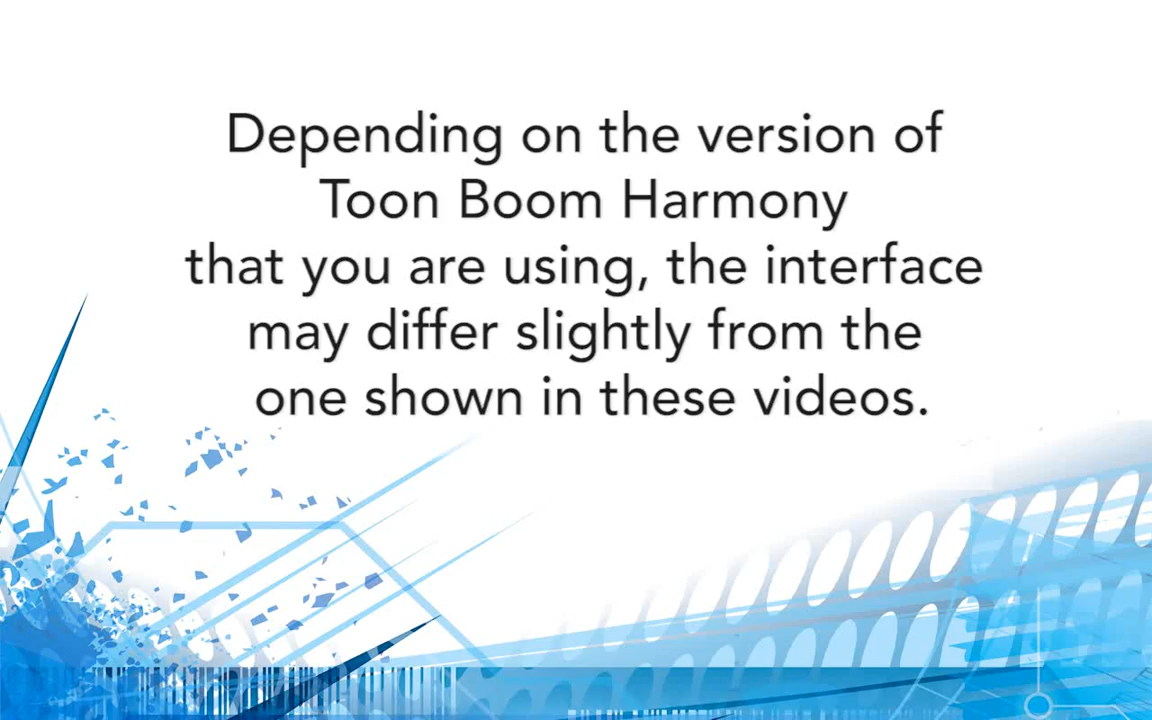 Depending on the version of
Toon Boom Harmony
that you are using, the interface
may differ slightly from the
one shown in these videos.